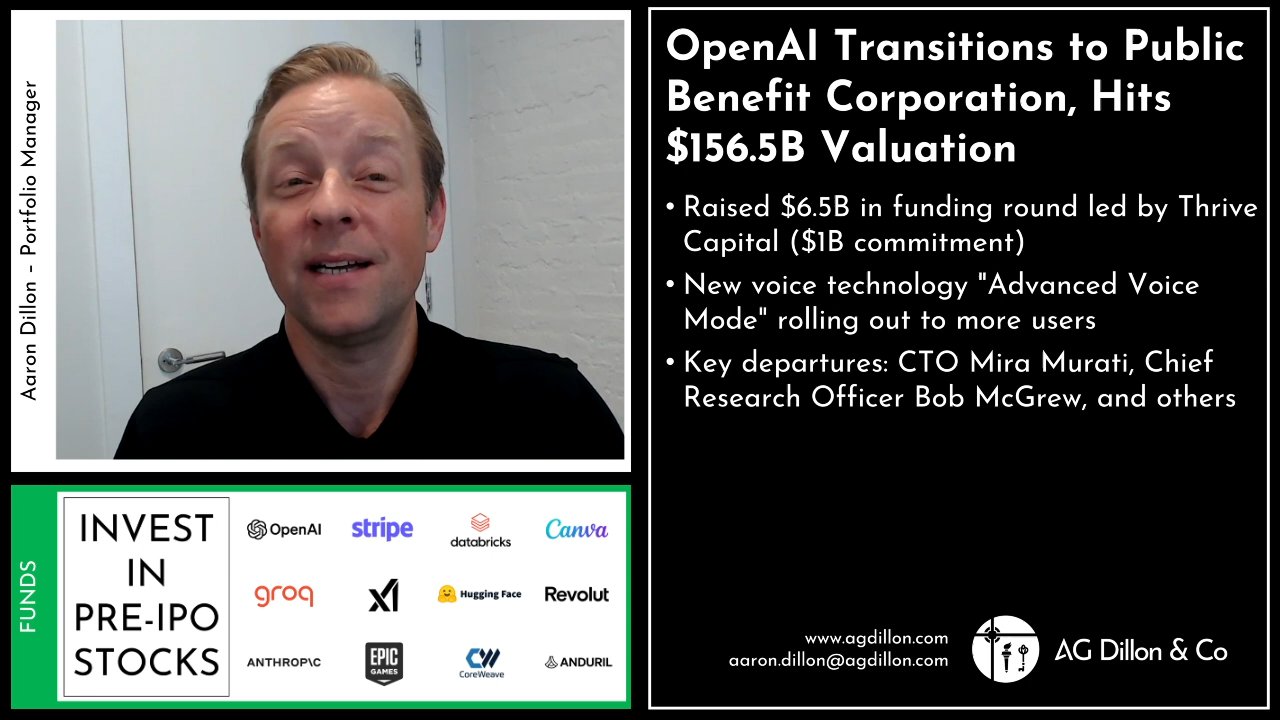 Aaron Dillon - Portfolio Manager
OpenAI Transitions to Public
Benefit Corporation, Hits
$156.5B Valuation
• Raised $6.5B in funding round led by Thrive
Capital ($1B commitment)
• New voice technology "Advanced Voice
Mode" rolling out to more users
• Key departures: CTO Mira Murati, Chief
Research Officer Bob McGrew, and others
FUNDS
INVEST
IN
PRE-IPO
STOCKS
OpenAI
stripe
databricks
Canva
groq
xI
Hugging Face
Revolut
ANTHROP\C
EPIC
GAMES
CW
CoreWeave
ANDURIL
www.agdillon.com
aaron.dillon@agdillon.com
AG Dillon & Co